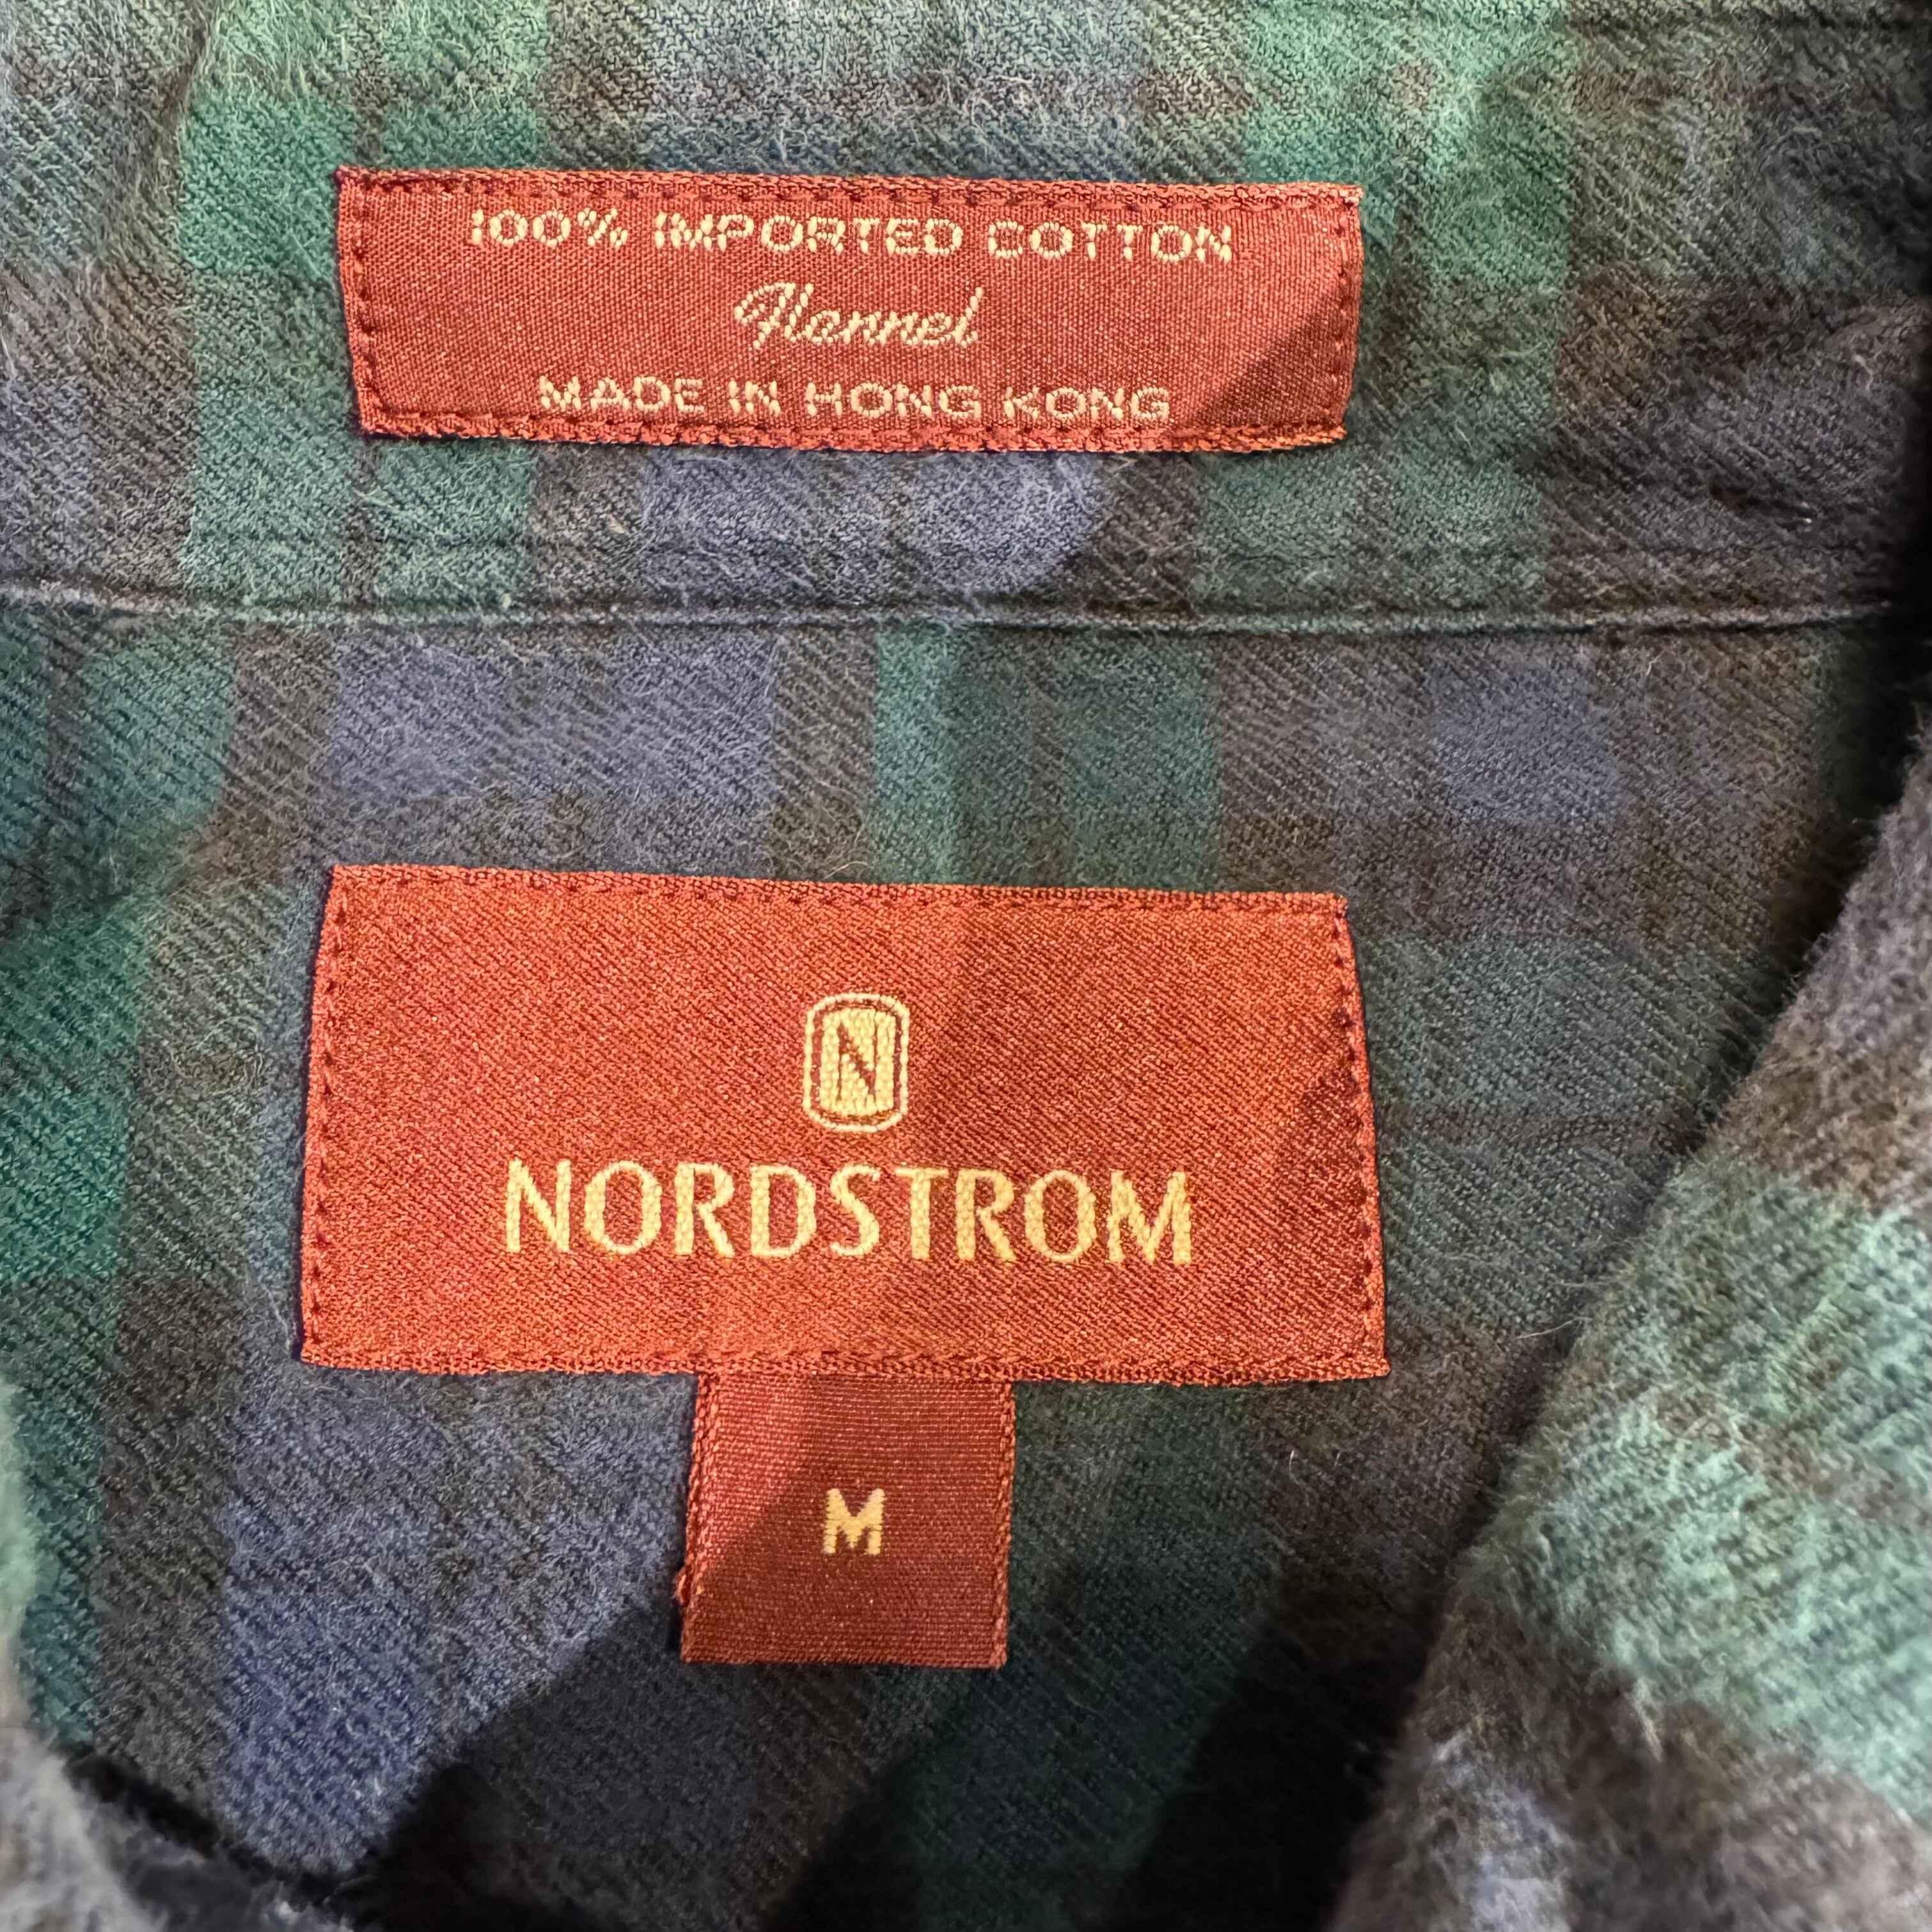 100% IMPORTED COTTON
Flannel
MADE IN HONG KONG
N
NORDSTROM
M